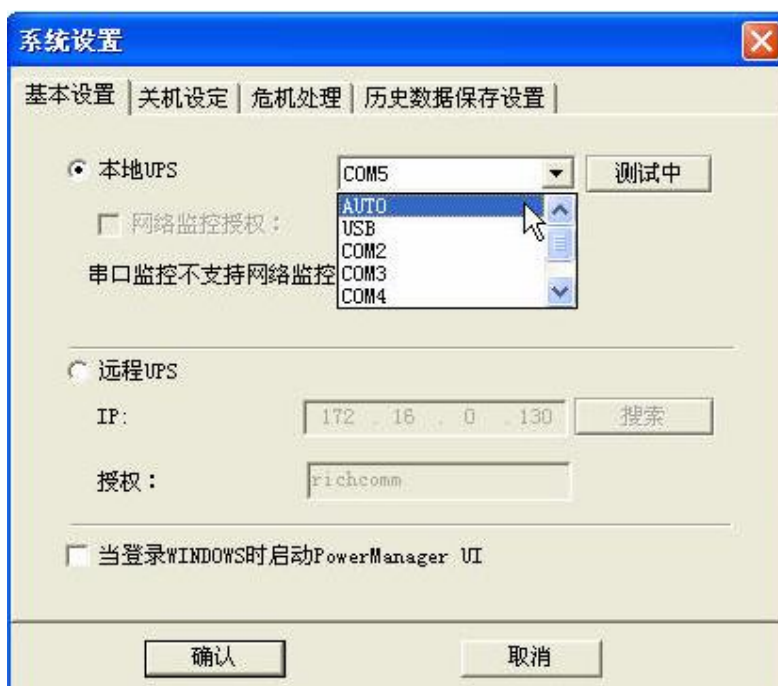 系统设置
基本设置 关机设定 危机处理 历史数据保存设置
本地UPS COM5 测试中
AUTO
网络监控授权： USB
COM2
串口监控不支持网络监控 COM3
COM4
远程UPS
IP: 172 . 16 . 0 . 130 搜索
授权： richcomm
当登录WINDOWS时启动PowerManager UI
确认 取消